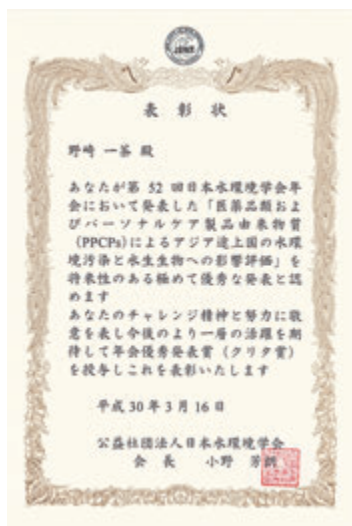 JSWE
表彰状
野崎 一茶 殿
あなたが第 52 回日本水環境学会年
会において発表した「医薬品類およ
びパーソナルケア製品由来物質
(PPCPs)によるアジア途上国の水環
境汚染と水生生物への影響評価」を
将来性のある極めて優秀な発表と認
めます
あなたのチャレンジ精神と努力に敬
意を表し今後のより一層の活躍を期
待して年会優秀発表賞（クリタ賞）
を授与しこれを表彰いたします
平成 30 年 3 月 16 日
公益社団法人日本水環境学会
会 長 小野 芳朗